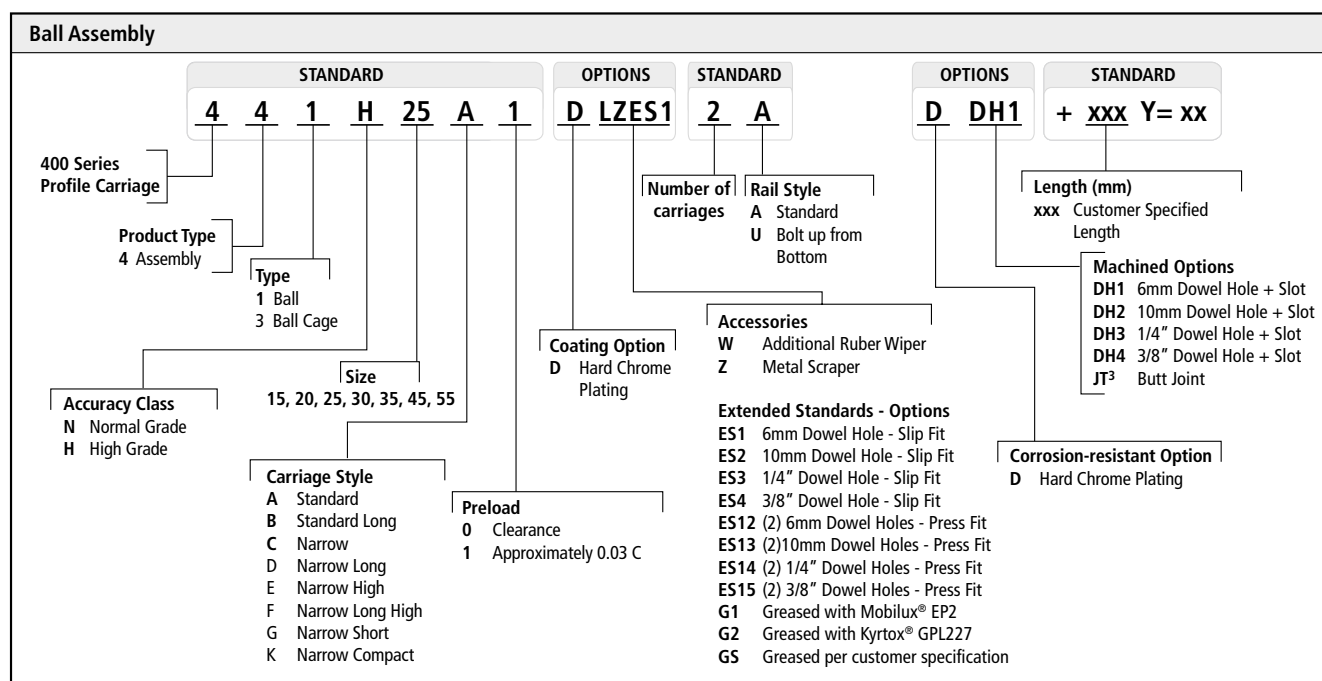 Ball Assembly
STANDARD OPTIONS STANDARD OPTIONS STANDARD
4 4 1 H 25 A 1 D LZES1 2 A D DH1 + xxx Y= xx
400 Series
Profile Carriage
Product Type
4 Assembly
Type
1 Ball
3 Ball Cage
Accuracy Class
N Normal Grade
H High Grade
Size
15, 20, 25, 30, 35, 45, 55
Carriage Style
A Standard
B Standard Long
C Narrow
D Narrow Long
E Narrow High
F Narrow Long High
G Narrow Short
K Narrow Compact
Preload
0 Clearance
1 Approximately 0.03 C
Coating Option
D Hard Chrome
Plating
Number of
carriages
Rail Style
A Standard
U Bolt up from
Bottom
Accessories
W Additional Ruber Wiper
Z Metal Scraper
Extended Standards - Options
ES1 6mm Dowel Hole - Slip Fit
ES2 10mm Dowel Hole - Slip Fit
ES3 1/4” Dowel Hole - Slip Fit
ES4 3/8” Dowel Hole - Slip Fit
ES12 (2) 6mm Dowel Holes - Press Fit
ES13 (2)10mm Dowel Holes - Press Fit
ES14 (2) 1/4” Dowel Holes - Press Fit
ES15 (2) 3/8” Dowel Holes - Press Fit
G1 Greased with Mobilux® EP2
G2 Greased with Kyrtox® GPL227
GS Greased per customer specification
Length (mm)
xxx Customer Specified
Length
Machined Options
DH1 6mm Dowel Hole + Slot
DH2 10mm Dowel Hole + Slot
DH3 1/4” Dowel Hole + Slot
DH4 3/8” Dowel Hole + Slot
JT³ Butt Joint
Corrosion-resistant Option
D Hard Chrome Plating